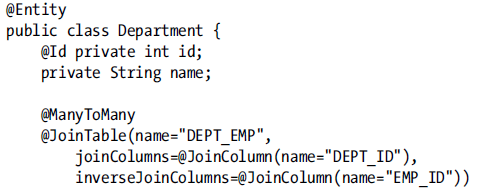 @Entity
public class Department {
    @Id private int id;
    private String name;

    @ManyToMany
    @JoinTable(name="DEPT_EMP",
        joinColumns=@JoinColumn(name="DEPT_ID"),
        inverseJoinColumns=@JoinColumn(name="EMP_ID"))